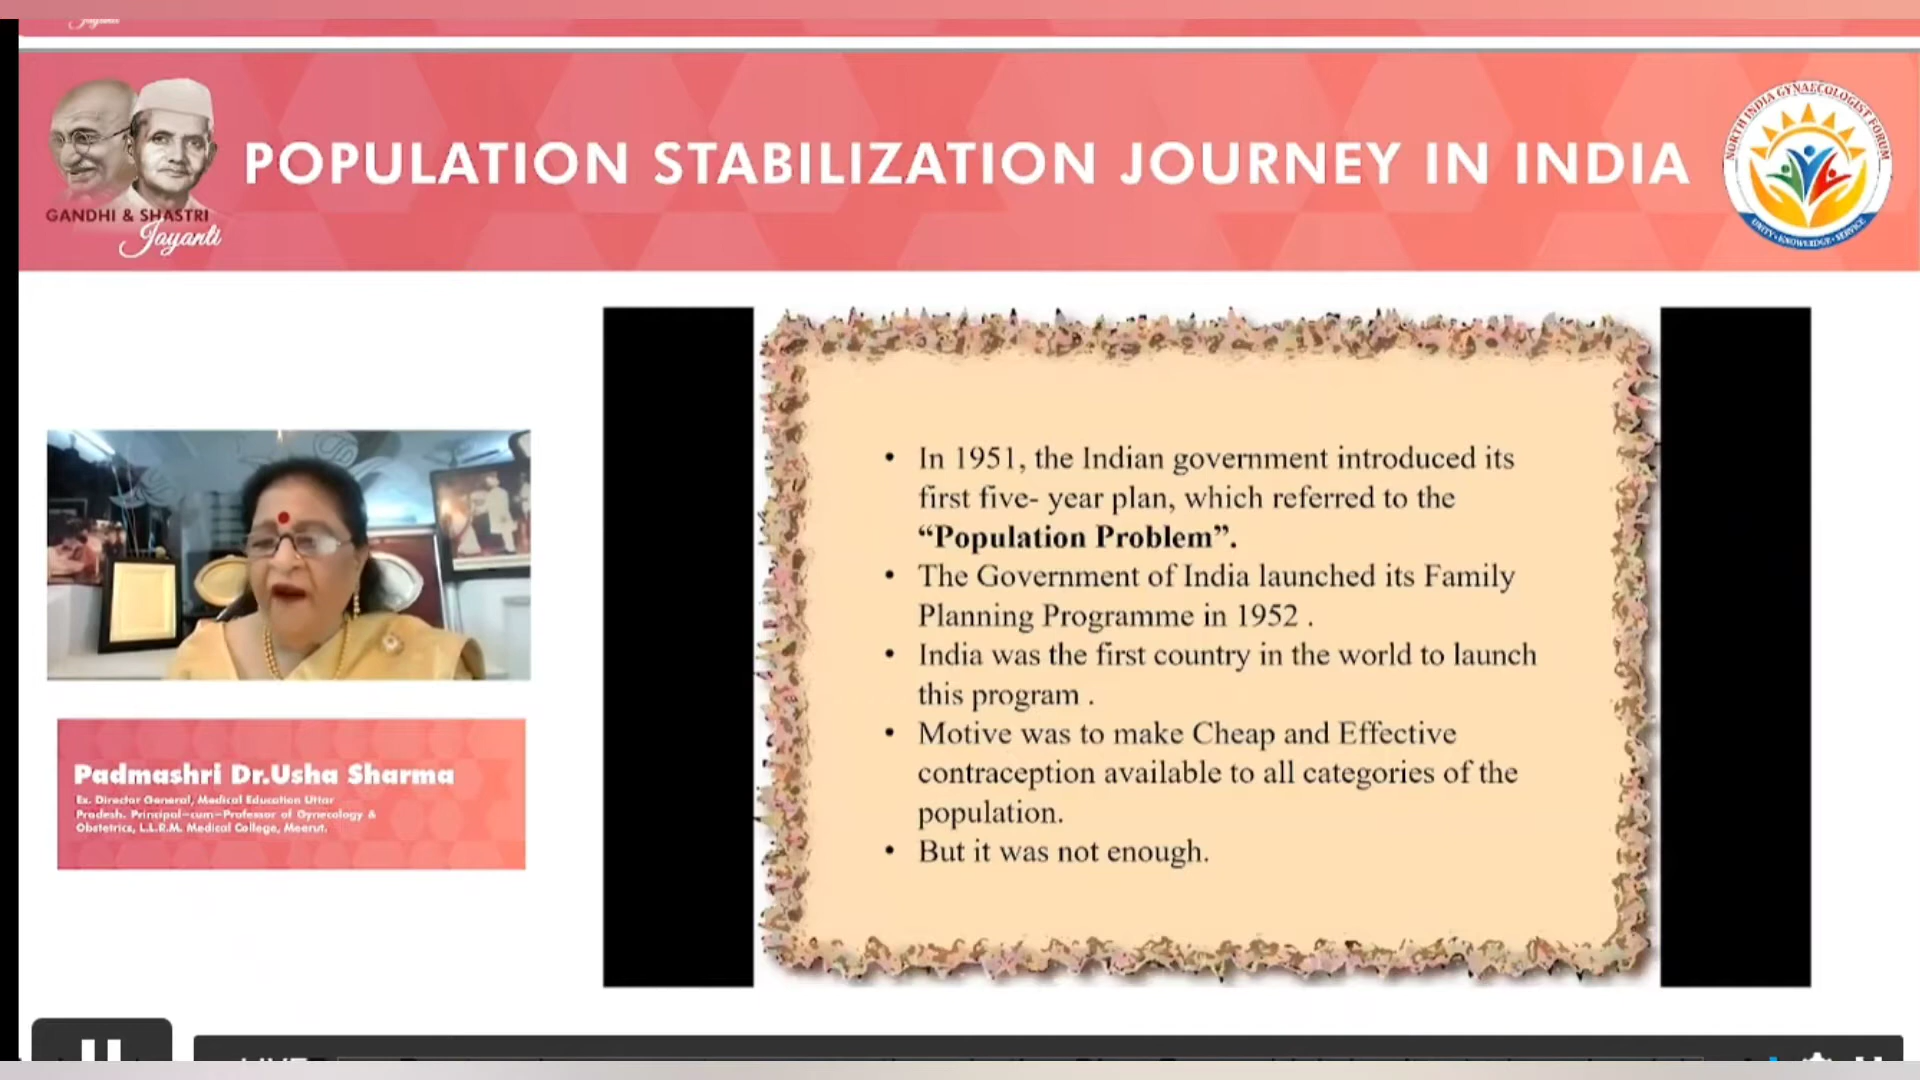 Jayanti
POPULATION STABILIZATION JOURNEY IN INDIA
GANDHI & SHASTRI
Jayanti
NORTH INDIA GYNAECOLOGIST FORUM
UNITY • KNOWLEDGE • SERVICE
• In 1951, the Indian government introduced its
first five- year plan, which referred to the
“Population Problem”.
• The Government of India launched its Family
Planning Programme in 1952 .
• India was the first country in the world to launch
this program .
• Motive was to make Cheap and Effective
contraception available to all categories of the
population.
• But it was not enough.
Padmashri Dr.Usha Sharma
Ex. Director General, Medical Education Uttar
Pradesh. Principal-cum-Professor of Gynecology &
Obstetrics, L.L.R.M. Medical College, Meerut.
LIVE